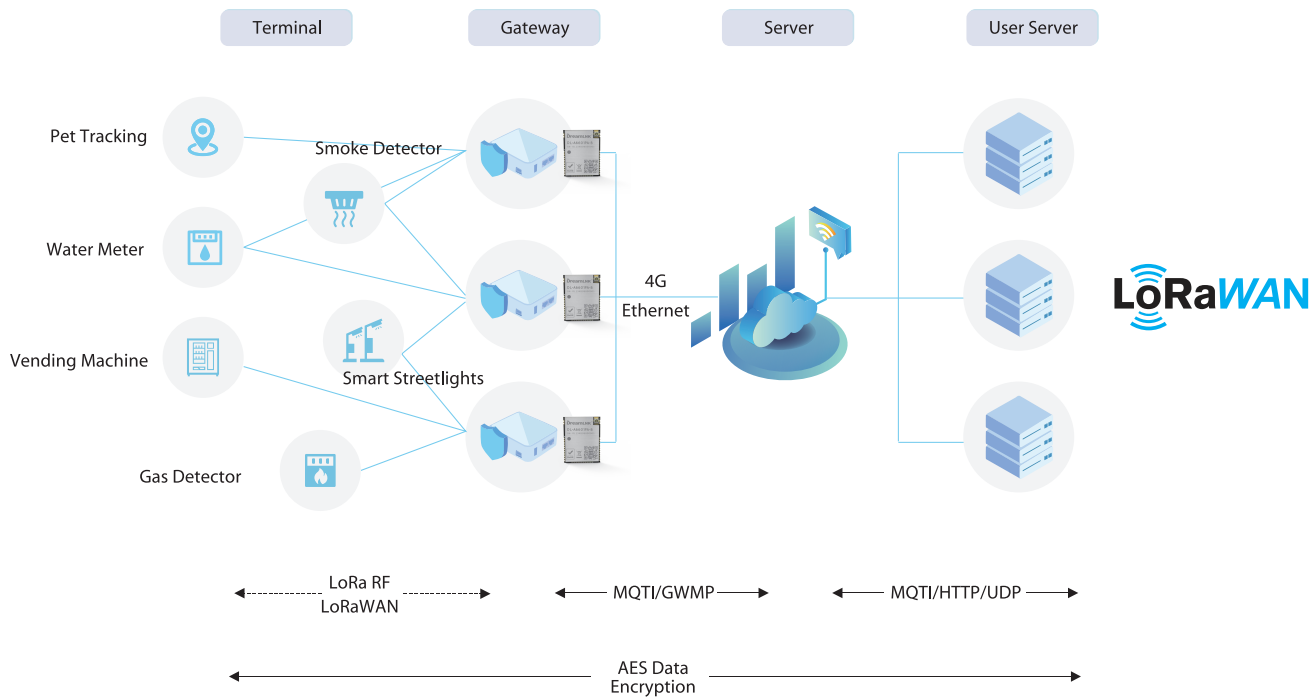 Terminal
Gateway
Server
User Server
Pet Tracking
Smoke Detector
Water Meter
4G
Ethernet
LoRaWAN
Vending Machine
Smart Streetlights
Gas Detector
LoRa RF
LoRaWAN
MQTI/GWMP
MQTI/HTTP/UDP
AES Data
Encryption